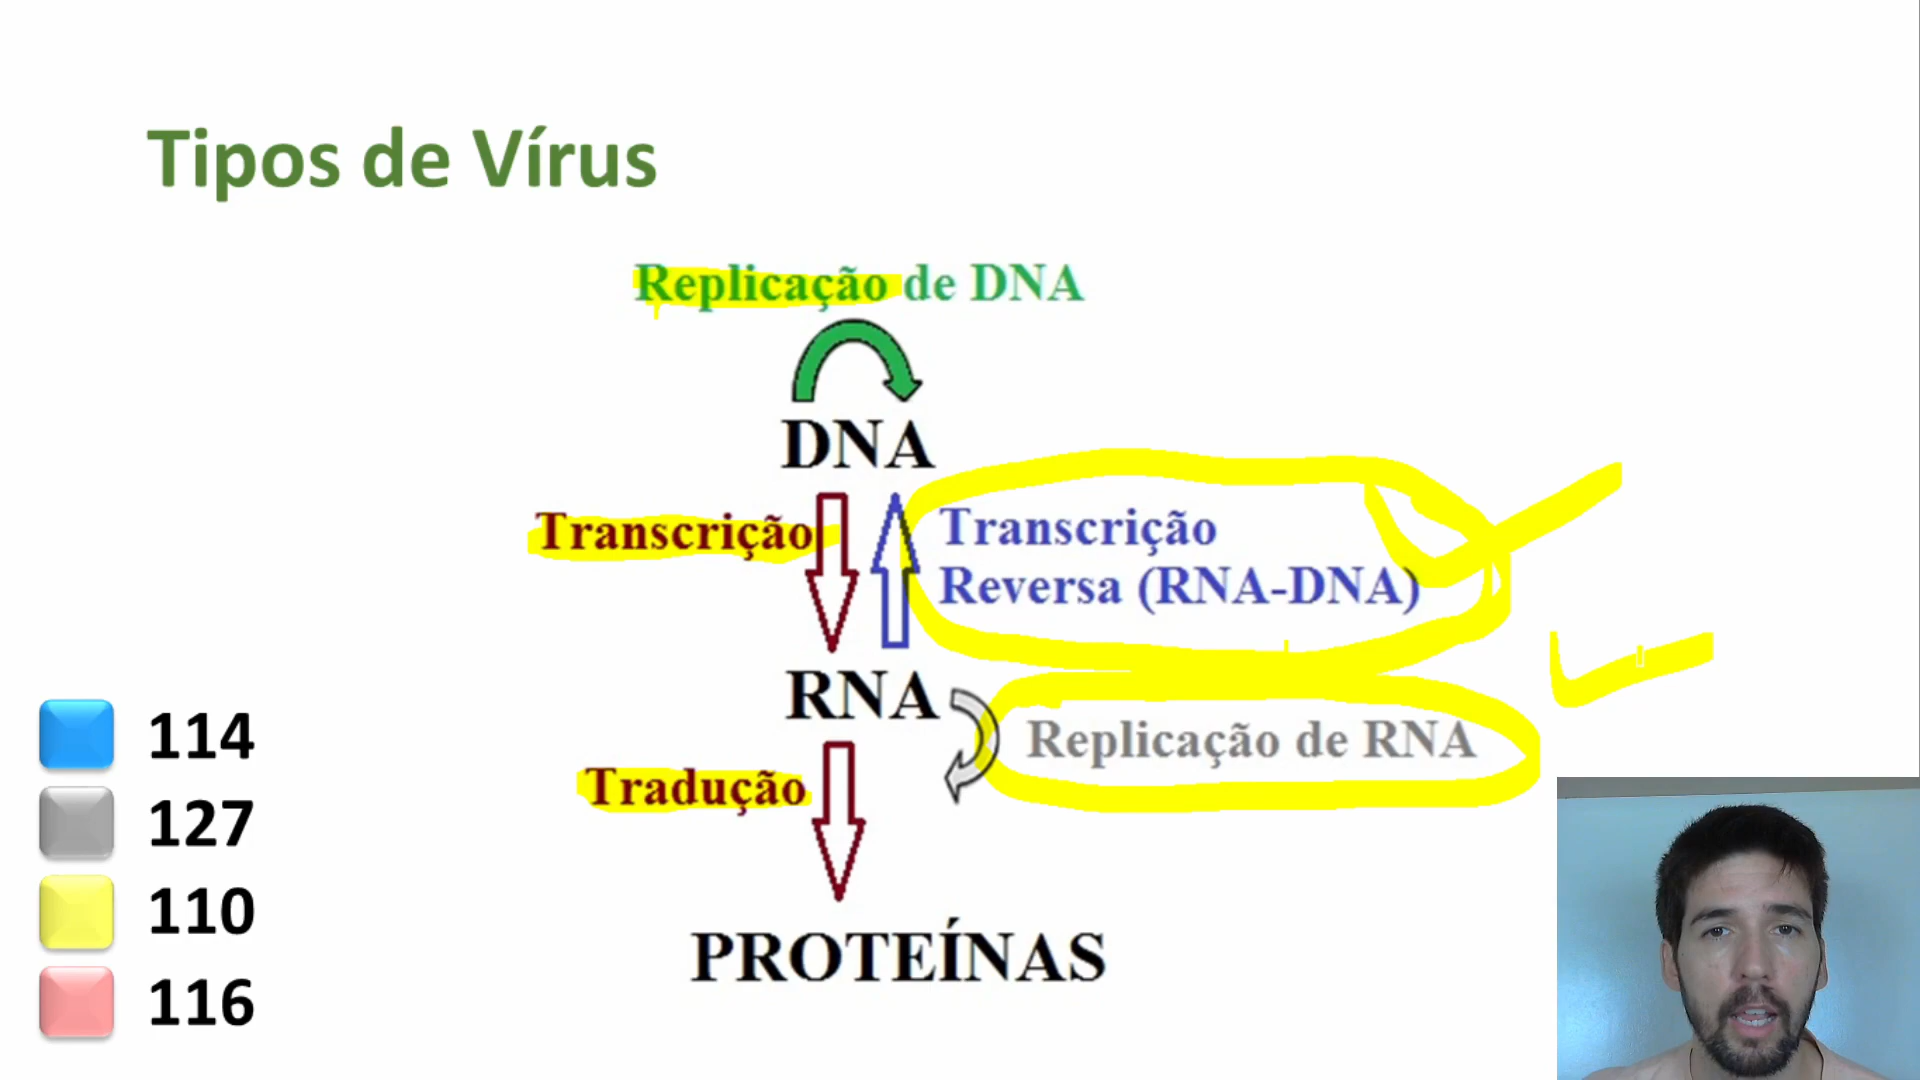 Tipos de Vírus
Replicação de DNA
DNA
Transcrição
Transcrição
Reversa (RNA-DNA)
RNA
Replicação de RNA
Tradução
PROTEÍNAS
114
127
110
116